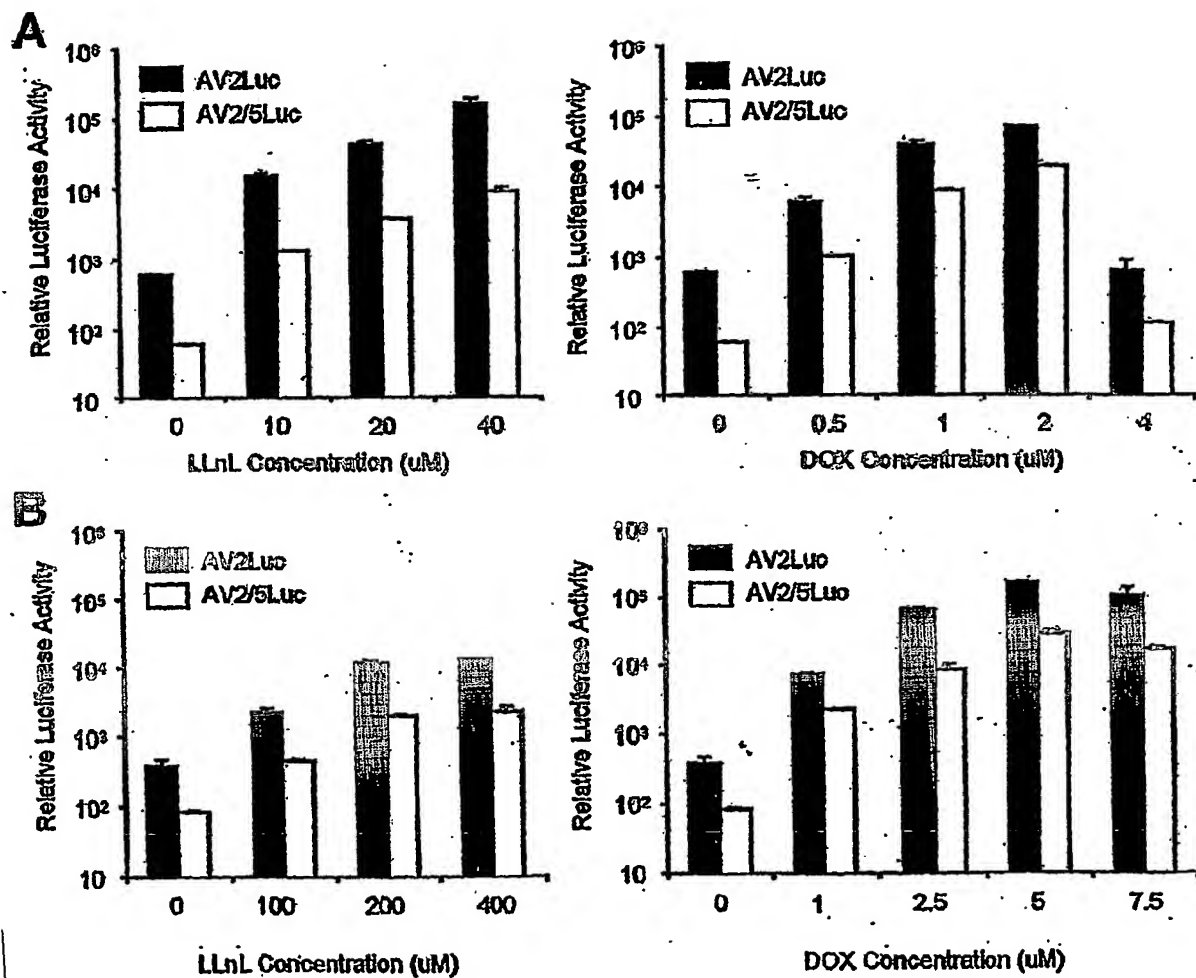 A
10⁶
10⁵
10⁴
10³
10²
10
Relative Luciferase Activity
AV2Luc
AV2/5Luc
0 10 20 40
LLnL Concentration (uM)
10⁶
10⁵
10⁴
10³
10²
10
Relative Luciferase Activity
AV2Luc
AV2/5Luc
0 0.5 1 2 4
DOX Concentration (uM)
B
10⁶
10⁵
10⁴
10³
10²
10
Relative Luciferase Activity
AV2Luc
AV2/5Luc
0 100 200 400
LLnL Concentration (uM)
10⁶
10⁵
10⁴
10³
10²
10
Relative Luciferase Activity
AV2Luc
AV2/5Luc
0 1 2.5 5 7.5
DOX Concentration (uM)